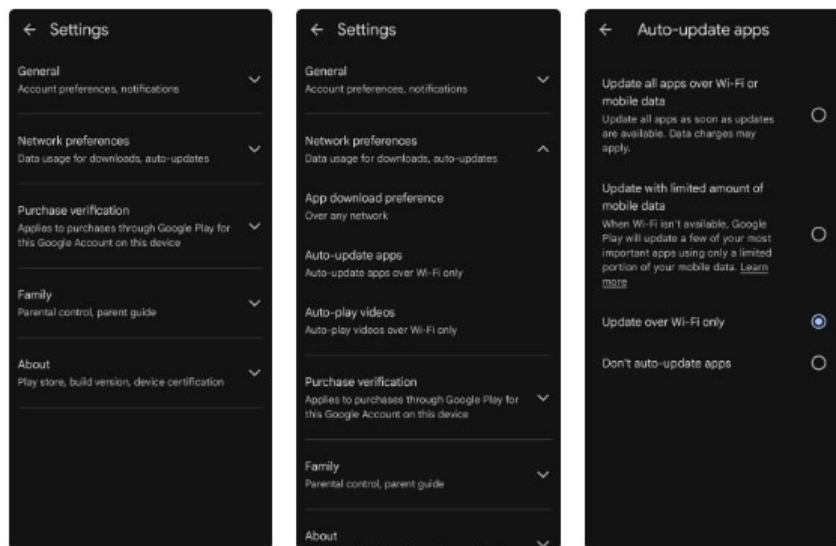 ← Settings
General
Account preferences, notifications
Network preferences
Data usage for downloads, auto-updates
Purchase verification
Applies to purchases through Google Play for
this Google Account on this device
Family
Parental control, parent guide
About
Play store, build version, device certification
← Settings
General
Account preferences, notifications
Network preferences
Data usage for downloads, auto-updates
App download preference
Over any network
Auto-update apps
Auto-update apps over Wi-Fi only
Auto-play videos
Auto-play videos over Wi-Fi only
Purchase verification
Applies to purchases through Google Play for
this Google Account on this device
Family
Parental control, parent guide
About
← Auto-update apps
Update all apps over Wi-Fi or
mobile data
Update all apps as soon as updates
are available. Data charges may
apply.
Update with limited amount of
mobile data
When Wi-Fi isn't available, Google
Play will update a few of your most
important apps using only a limited
portion of your mobile data. Learn
more
Update over Wi-Fi only
Don't auto-update apps